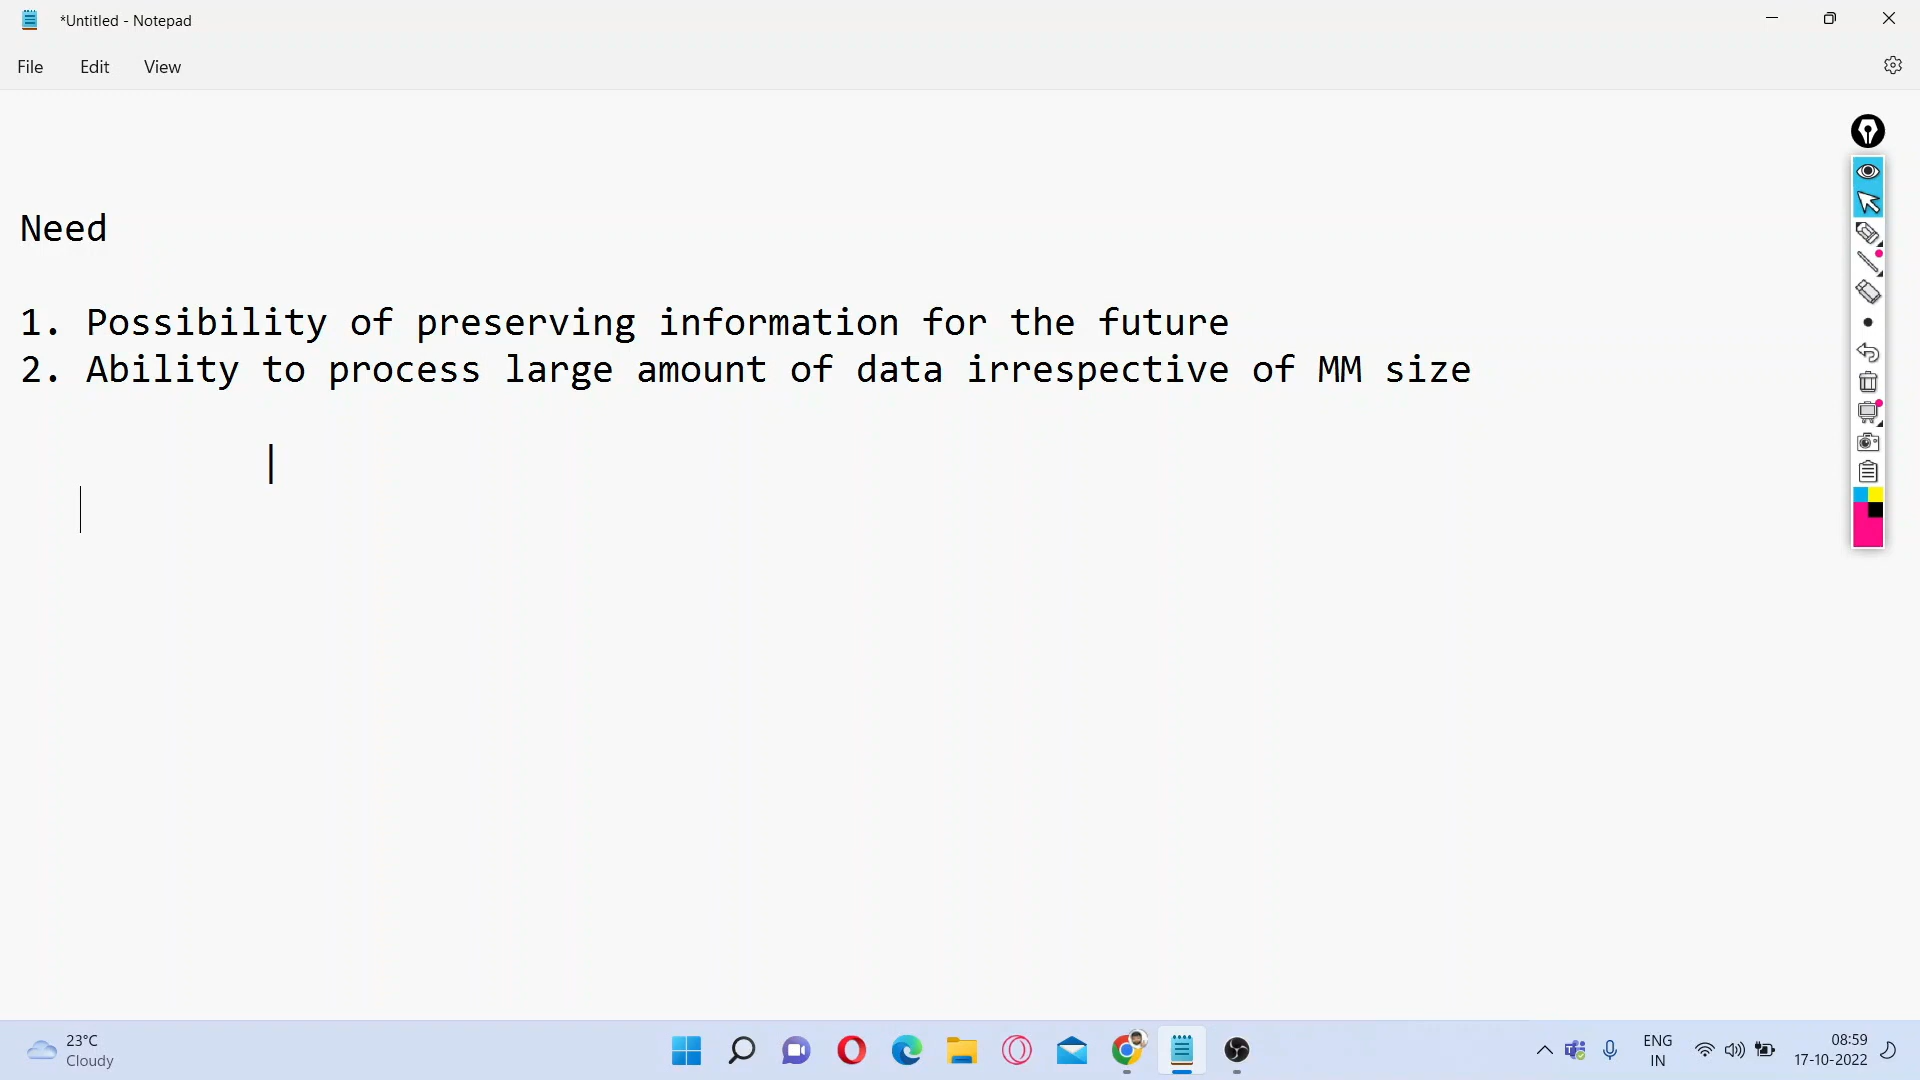 *Untitled - Notepad
File Edit View
Need
1. Possibility of preserving information for the future
2. Ability to process large amount of data irrespective of MM size
|
23°C
Cloudy
ENG
IN
08:59
17-10-2022